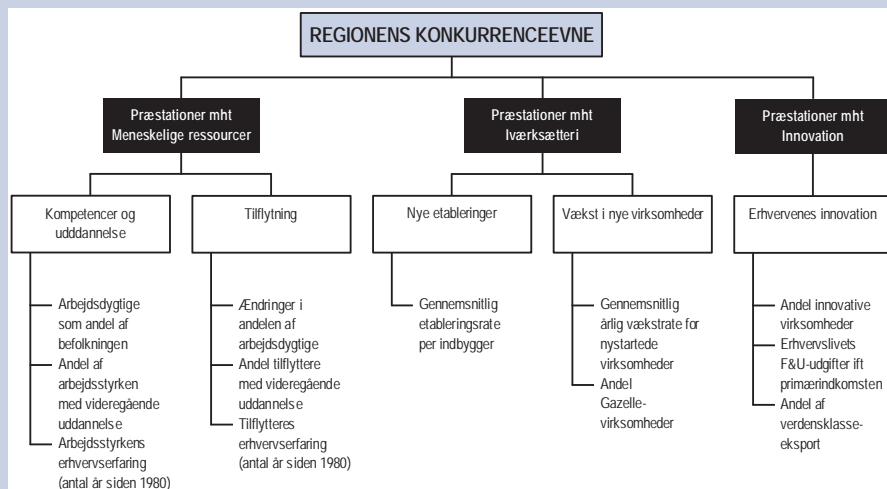 REGIONENS KONKURRENCEEVNE
Præstationer mht
Meneskelige ressourcer
Præstationer mht
Iværksætteri
Præstationer mht
Innovation
Kompetencer og
udddannelse
Tilflytning
Nye etableringer
Vækst i nye virksomheder
Erhvervenes innovation
Arbejdsdygtige
som andel af
befolkningen
Andel af
arbejdsstyrken
med videregående
uddannelse
Arbejdsstyrkens
erhvervserfaring
(antal år siden 1980)
Ændringer i
andelen af
arbejdsdygtige
Andel tilflyttere
med videregående
uddannelse
Tilflytteres
erhvervserfaring
(antal år siden 1980)
Gennemsnitlig
etableringsrate
per indbygger
Gennemsnitlig
årlig vækstrate for
nystartede
virksomheder
Andel
Gazelle-
virksomheder
Andel innovative
virksomheder
Erhvervslivets
F&U-udgifter ift
primærindkomsten
Andel af
verdensklasse-
eksport